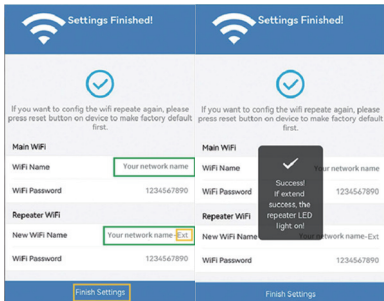 Settings Finished!
If you want to config the wifi repeate again, please
press reset button on device to make factory default
first.
Main WiFi
WiFi Name Your network name
WiFi Password 1234567890
Repeater WiFi
New WiFi Name Your network name-Ext
WiFi Password 1234567890
Finish Settings
Settings Finished!
If you want to config the wifi repeate again, please
press reset button on device to make factory default
first.
Main WiFi
WiFi Name Your network name
WiFi Password 1234567890
Success!
If extend
success, the
repeater LED
light on!
Repeater WiFi
New WiFi Name Your network name-Ext
WiFi Password 1234567890
Finish Settings